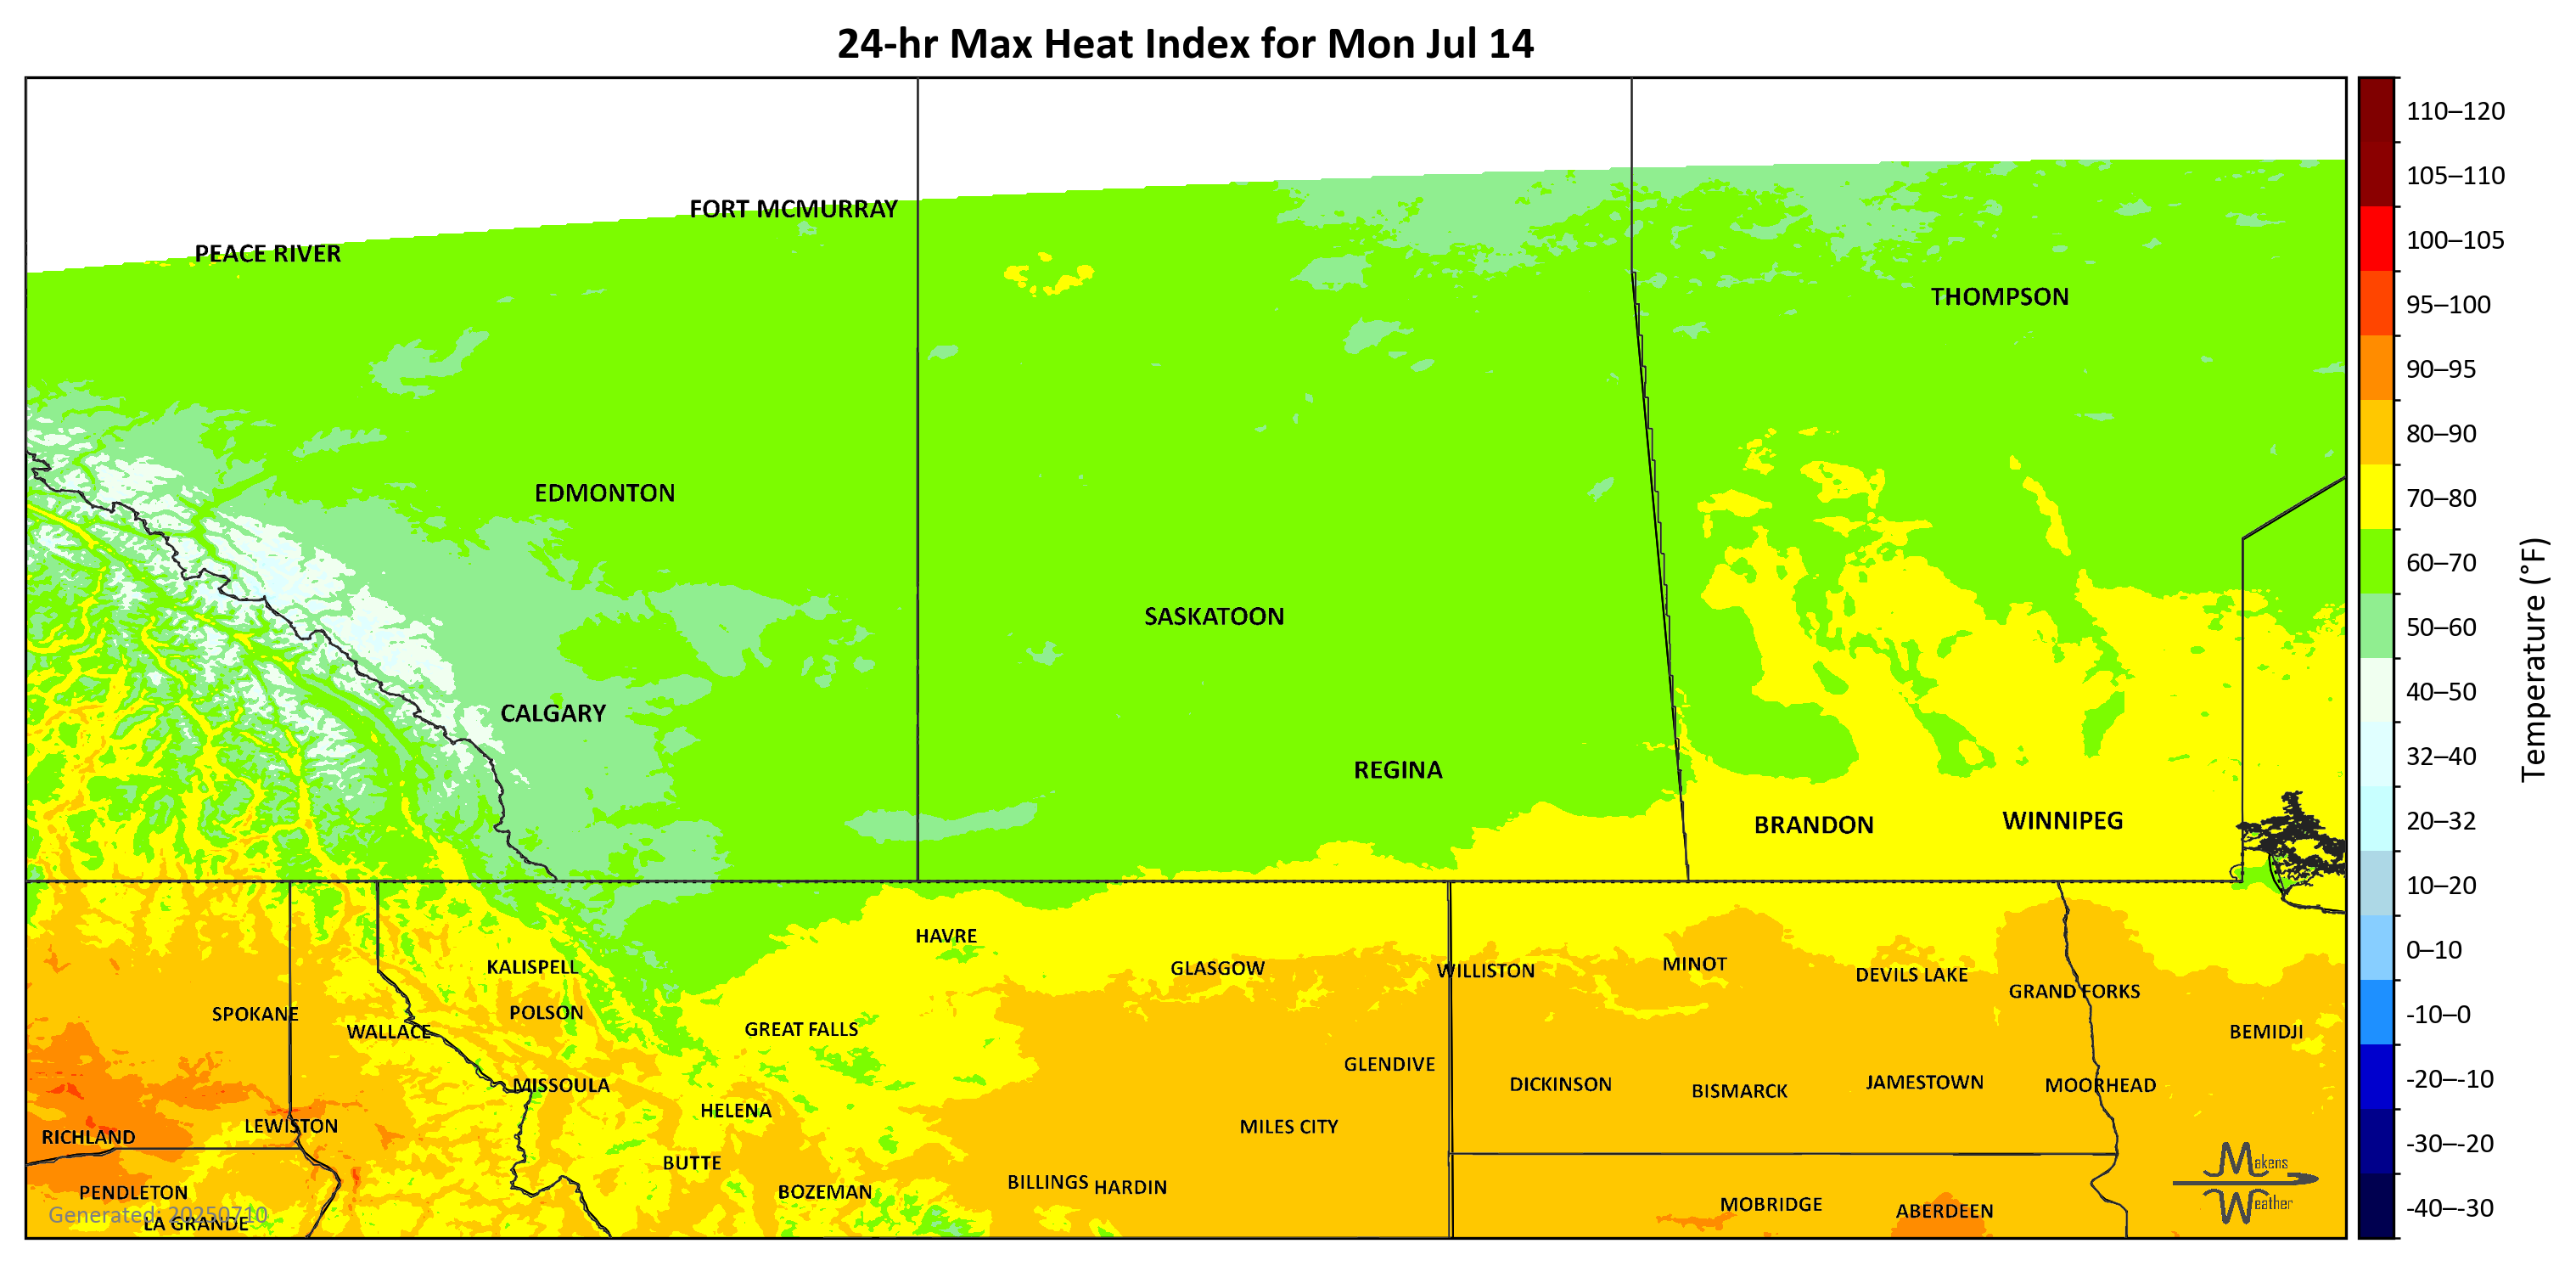 24-hr Max Heat Index for Mon Jul 14
FORT MCMURRAY
PEACE RIVER
THOMPSON
EDMONTON
SASKATOON
CALGARY
REGINA
BRANDON
WINNIPEG
HAVRE
KALISPELL
GLASGOW
WILLISTON
MINOT
DEVILS LAKE
GRAND FORKS
SPOKANE
POLSON
WALLACE
GREAT FALLS
BEMIDJI
GLENDIVE
MISSOULA
DICKINSON
BISMARCK
JAMESTOWN
MOORHEAD
HELENA
LEWISTON
MILES CITY
RICHLAND
BUTTE
PENDLETON
BOZEMAN
BILLINGS
HARDIN
MOBRIDGE
ABERDEEN
Generated: 20250710
LA GRANDE
Makens
Weather
110–120
105–110
100–105
95–100
90–95
80–90
70–80
60–70
50–60
40–50
32–40
20–32
10–20
0–10
-10–0
-20–-10
-30–-20
-40–-30
Temperature (°F)